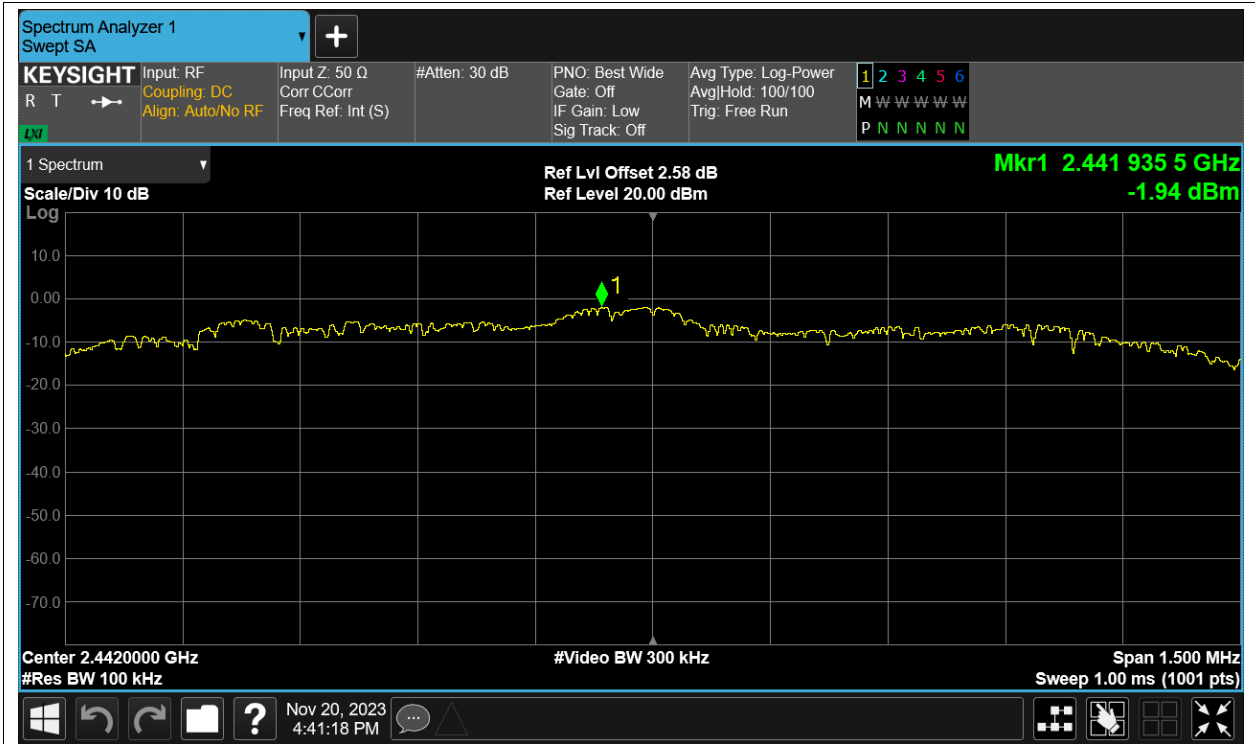 Spectrum Analyzer 1
Swept SA
+
KEYSIGHT
R T
LXI
Input: RF
Coupling: DC
Align: Auto/No RF
Input Z: 50 Ω
Corr CCorr
Freq Ref: Int (S)
#Atten: 30 dB
PNO: Best Wide
Gate: Off
IF Gain: Low
Sig Track: Off
Avg Type: Log-Power
Avg|Hold: 100/100
Trig: Free Run
1 2 3 4 5 6
M W W W W W W
P N N N N N
1 Spectrum
Scale/Div 10 dB
Log
Ref Lvl Offset 2.58 dB
Ref Level 20.00 dBm
Mkr1 2.441 935 5 GHz
-1.94 dBm
10.0
0.00
-10.0
-20.0
-30.0
-40.0
-50.0
-60.0
-70.0
1
Center 2.4420000 GHz
#Res BW 100 kHz
#Video BW 300 kHz
Span 1.500 MHz
Sweep 1.00 ms (1001 pts)
?
Nov 20, 2023
4:41:18 PM